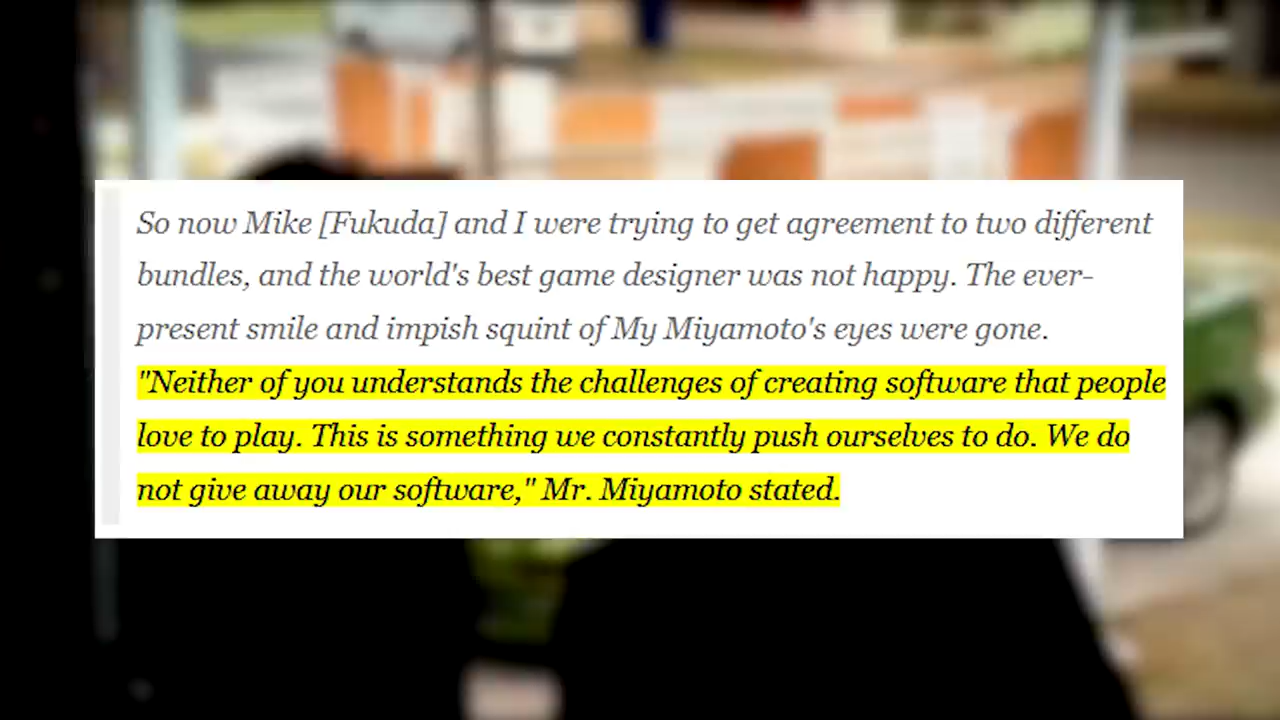 So now Mike [Fukuda] and I were trying to get agreement to two different
bundles, and the world's best game designer was not happy. The ever-
present smile and impish squint of My Miyamoto's eyes were gone.
"Neither of you understands the challenges of creating software that people
love to play. This is something we constantly push ourselves to do. We do
not give away our software," Mr. Miyamoto stated.